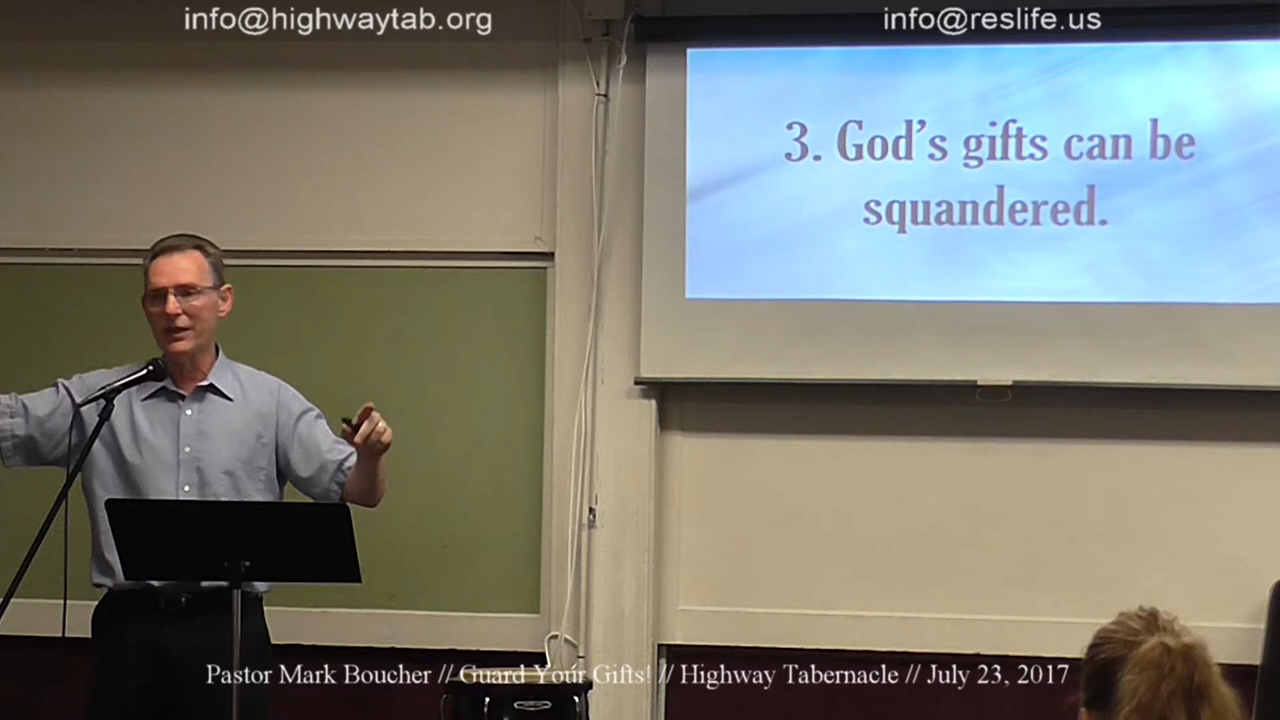 info@highwaytab.org
info@reslife.us
3. God's gifts can be
squandered.
Pastor Mark Boucher // Guard Your Gifts! // Highway Tabernacle // July 23, 2017